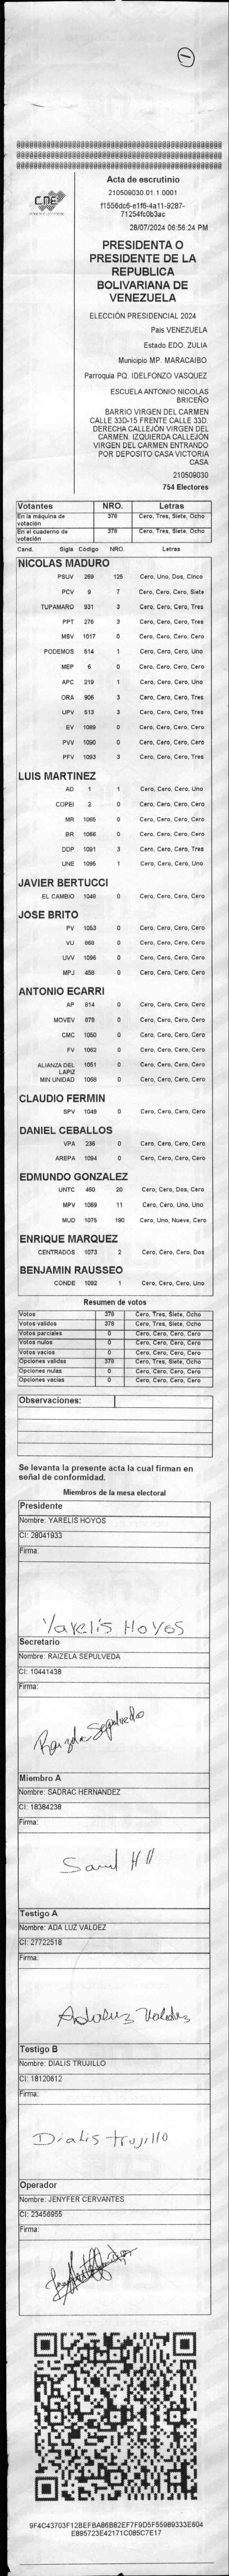 1
CNE
Acta de escrutinio
210509030.01.1.0001
f1556dc6-e1f6-4a11-9287-
71254fc0b3ac
28/07/2024 06:56:24 PM
PRESIDENTA O
PRESIDENTE DE LA
REPUBLICA
BOLIVARIANA DE
VENEZUELA
ELECCIÓN PRESIDENCIAL 2024
Pais VENEZUELA
Estado EDO. ZULIA
Municipio MP. MARACAIBO
Parroquia PQ. IDELFONZO VASQUEZ
ESCUELA ANTONIO NICOLAS
BRICEÑO
BARRIO VIRGEN DEL CARMEN
CALLE 33D-15 FRENTE CALLE 33D.
DERECHA CALLEJÓN VIRGEN DEL
CARMEN. IZQUIERDA CALLEJÓN
VIRGEN DEL CARMEN ENTRANDO
POR DEPOSITO CASA VICTORIA
CASA
210509030
754 Electores
Votantes NRO. Letras
En la máquina de votación 378 Cero, Tres, Siete, Ocho
En el cuaderno de votación 378 Cero, Tres, Siete, Ocho
Cand. Sigla Código NRO. Letras
NICOLAS MADURO
PSUV 269 125 Cero, Uno, Dos, Cinco
PCV 9 7 Cero, Cero, Cero, Siete
TUPAMARO 931 3 Cero, Cero, Cero, Tres
PPT 275 3 Cero, Cero, Cero, Tres
MSV 1017 0 Cero, Cero, Cero, Cero
PODEMOS 514 1 Cero, Cero, Cero, Uno
MEP 6 0 Cero, Cero, Cero, Cero
APC 219 1 Cero, Cero, Cero, Uno
ORA 906 3 Cero, Cero, Cero, Tres
UPV 513 3 Cero, Cero, Cero, Tres
EV 1089 0 Cero, Cero, Cero, Cero
PVV 1090 0 Cero, Cero, Cero, Cero
PFV 1093 3 Cero, Cero, Cero, Tres
LUIS MARTINEZ
AD 1 1 Cero, Cero, Cero, Uno
COPEI 2 0 Cero, Cero, Cero, Cero
MR 1065 0 Cero, Cero, Cero, Cero
BR 1066 0 Cero, Cero, Cero, Cero
DDP 1091 3 Cero, Cero, Cero, Tres
UNE 1095 1 Cero, Cero, Cero, Uno
JAVIER BERTUCCI
EL CAMBIO 1048 0 Cero, Cero, Cero, Cero
JOSE BRITO
PV 1053 0 Cero, Cero, Cero, Cero
VU 868 0 Cero, Cero, Cero, Cero
UVV 1096 0 Cero, Cero, Cero, Cero
MPJ 458 0 Cero, Cero, Cero, Cero
ANTONIO ECARRI
AP 814 0 Cero, Cero, Cero, Cero
MOVEV 878 0 Cero, Cero, Cero, Cero
CMC 1050 0 Cero, Cero, Cero, Cero
FV 1062 0 Cero, Cero, Cero, Cero
ALIANZA DEL LAPIZ 1051 0 Cero, Cero, Cero, Cero
MIN UNIDAD 1058 0 Cero, Cero, Cero, Cero
CLAUDIO FERMIN
SPV 1049 0 Cero, Cero, Cero, Cero
DANIEL CEBALLOS
VPA 236 0 Cero, Cero, Cero, Cero
AREPA 1094 0 Cero, Cero, Cero, Cero
EDMUNDO GONZALEZ
UNTC 460 20 Cero, Cero, Dos, Cero
MPV 1069 11 Cero, Cero, Uno, Uno
MUD 1075 190 Cero, Uno, Nueve, Cero
ENRIQUE MARQUEZ
CENTRADOS 1073 2 Cero, Cero, Cero, Dos
BENJAMIN RAUSSEO
CONDE 1092 1 Cero, Cero, Cero, Uno
Resumen de votos
Votos 378 Cero, Tres, Siete, Ocho
Votos validos 378 Cero, Tres, Siete, Ocho
Votos parciales 0 Cero, Cero, Cero, Cero
Votos nulos 0 Cero, Cero, Cero, Cero
Votos vacios 0 Cero, Cero, Cero, Cero
Opciones validas 378 Cero, Tres, Siete, Ocho
Opciones nulas 0 Cero, Cero, Cero, Cero
Opciones vacias 0 Cero, Cero, Cero, Cero
Observaciones:
Se levanta la presente acta la cual firman en
señal de conformidad.
Miembros de la mesa electoral
Presidente
Nombre: YARELIS HOYOS
CI: 28041933
Firma:
Yarelis Hoyos
Secretario
Nombre: RAIZELA SEPULVEDA
CI: 10441438
Firma:
Raizela Sepulveda
Miembro A
Nombre: SADRAC HERNANDEZ
CI: 18384238
Firma:
Testigo A
Nombre: ADA LUZ VALDEZ
CI: 27722518
Firma:
Adaluz Valdez
Testigo B
Nombre: DIALIS TRUJILLO
CI: 18120612
Firma:
Dialis trujillo
Operador
Nombre: JENYFER CERVANTES
CI: 23456955
Firma:
9F4C43703F12BEFBA86B82EF7F9D5F55989333E604
E895723E42171C085C7E17